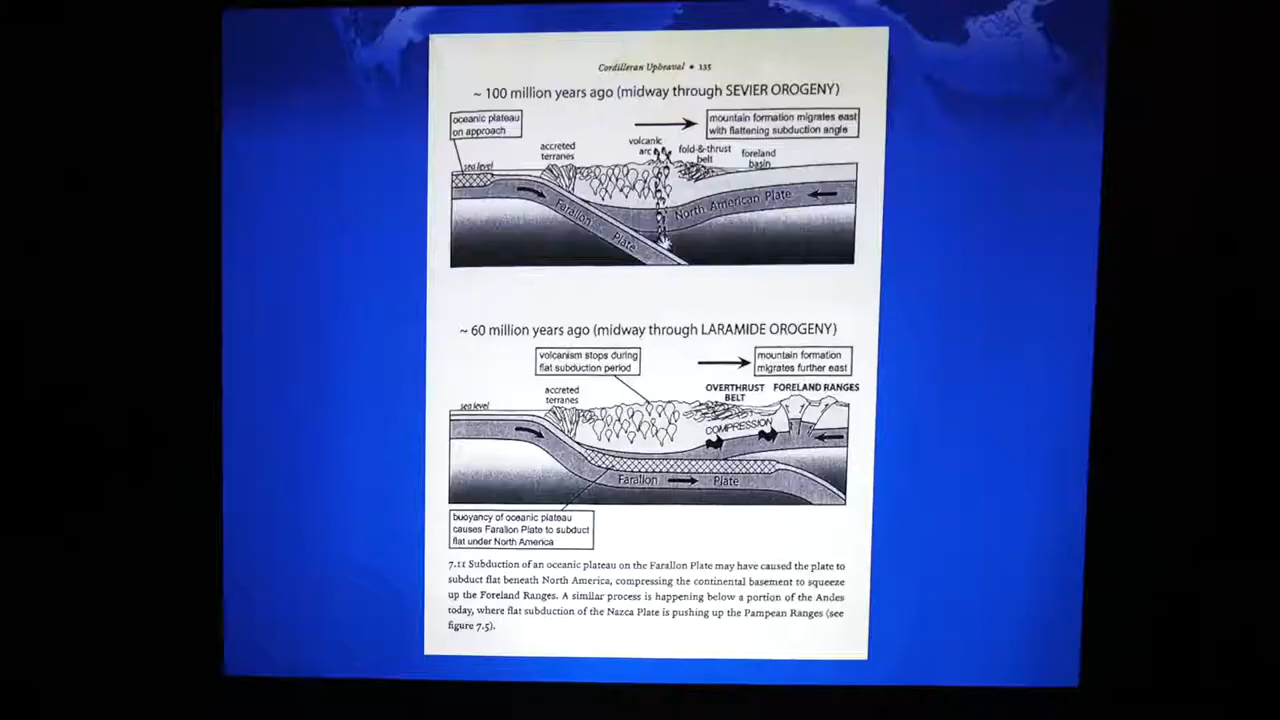 Cordilleran Upheaval • 135
~ 100 million years ago (midway through SEVIER OROGENY)
oceanic plateau
on approach
mountain formation migrates east
with flattening subduction angle
volcanic
arc
accreted
terranes
fold-&-thrust
belt
foreland
basin
sea level
North American Plate
Farallon Plate
~ 60 million years ago (midway through LARAMIDE OROGENY)
volcanism stops during
flat subduction period
mountain formation
migrates further east
accreted
terranes
OVERTHRUST
BELT
FORELAND RANGES
sea level
COMPRESSION
Farallon Plate
buoyancy of oceanic plateau
causes Farallon Plate to subduct
flat under North America
7.11 Subduction of an oceanic plateau on the Farallon Plate may have caused the plate to
subduct flat beneath North America, compressing the continental basement to squeeze
up the Foreland Ranges. A similar process is happening below a portion of the Andes
today, where flat subduction of the Nazca Plate is pushing up the Pampean Ranges (see
figure 7.5).